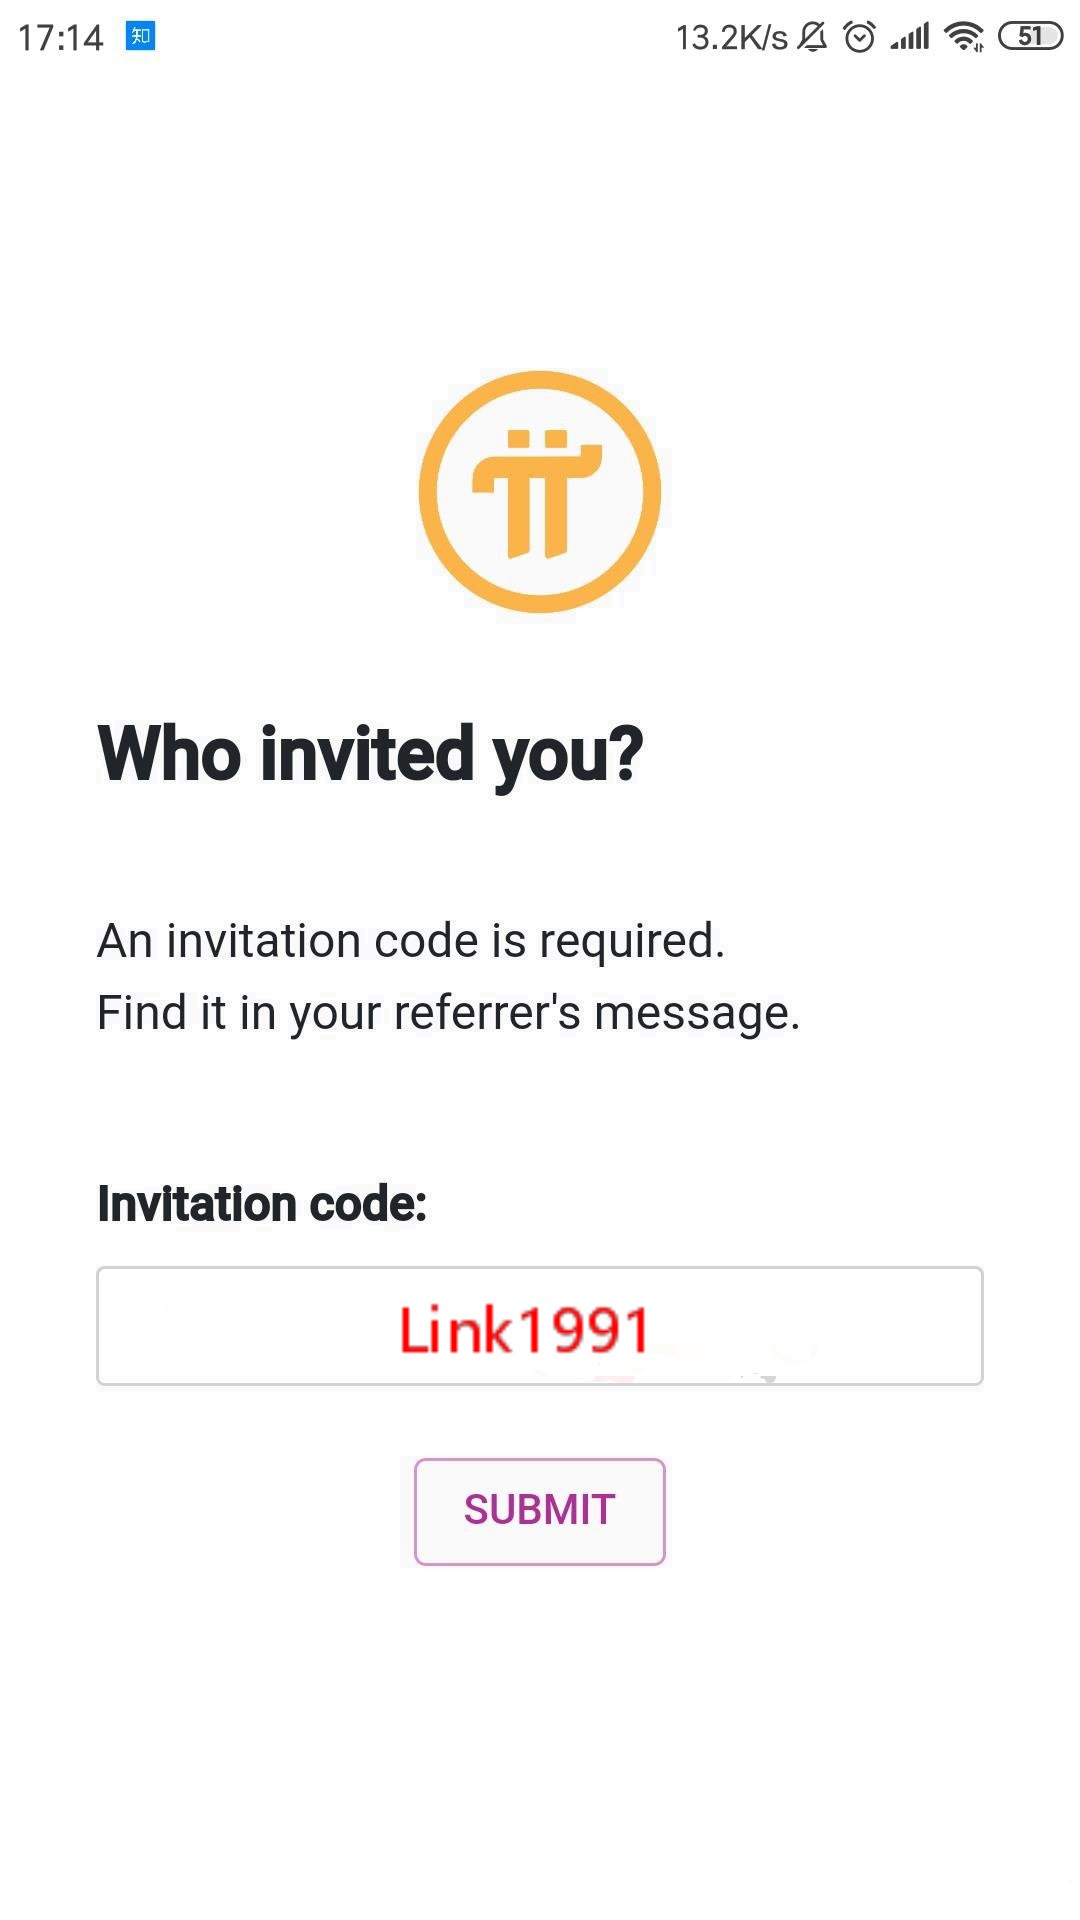 17:14 知 13.2K/s 51
Who invited you?
An invitation code is required.
Find it in your referrer's message.
Invitation code:
Link1991
SUBMIT